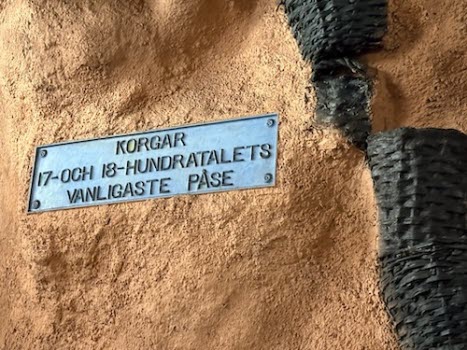 KORGAR
17-OCH 18-HUNDRATALETS
VANLIGASTE PÅSE